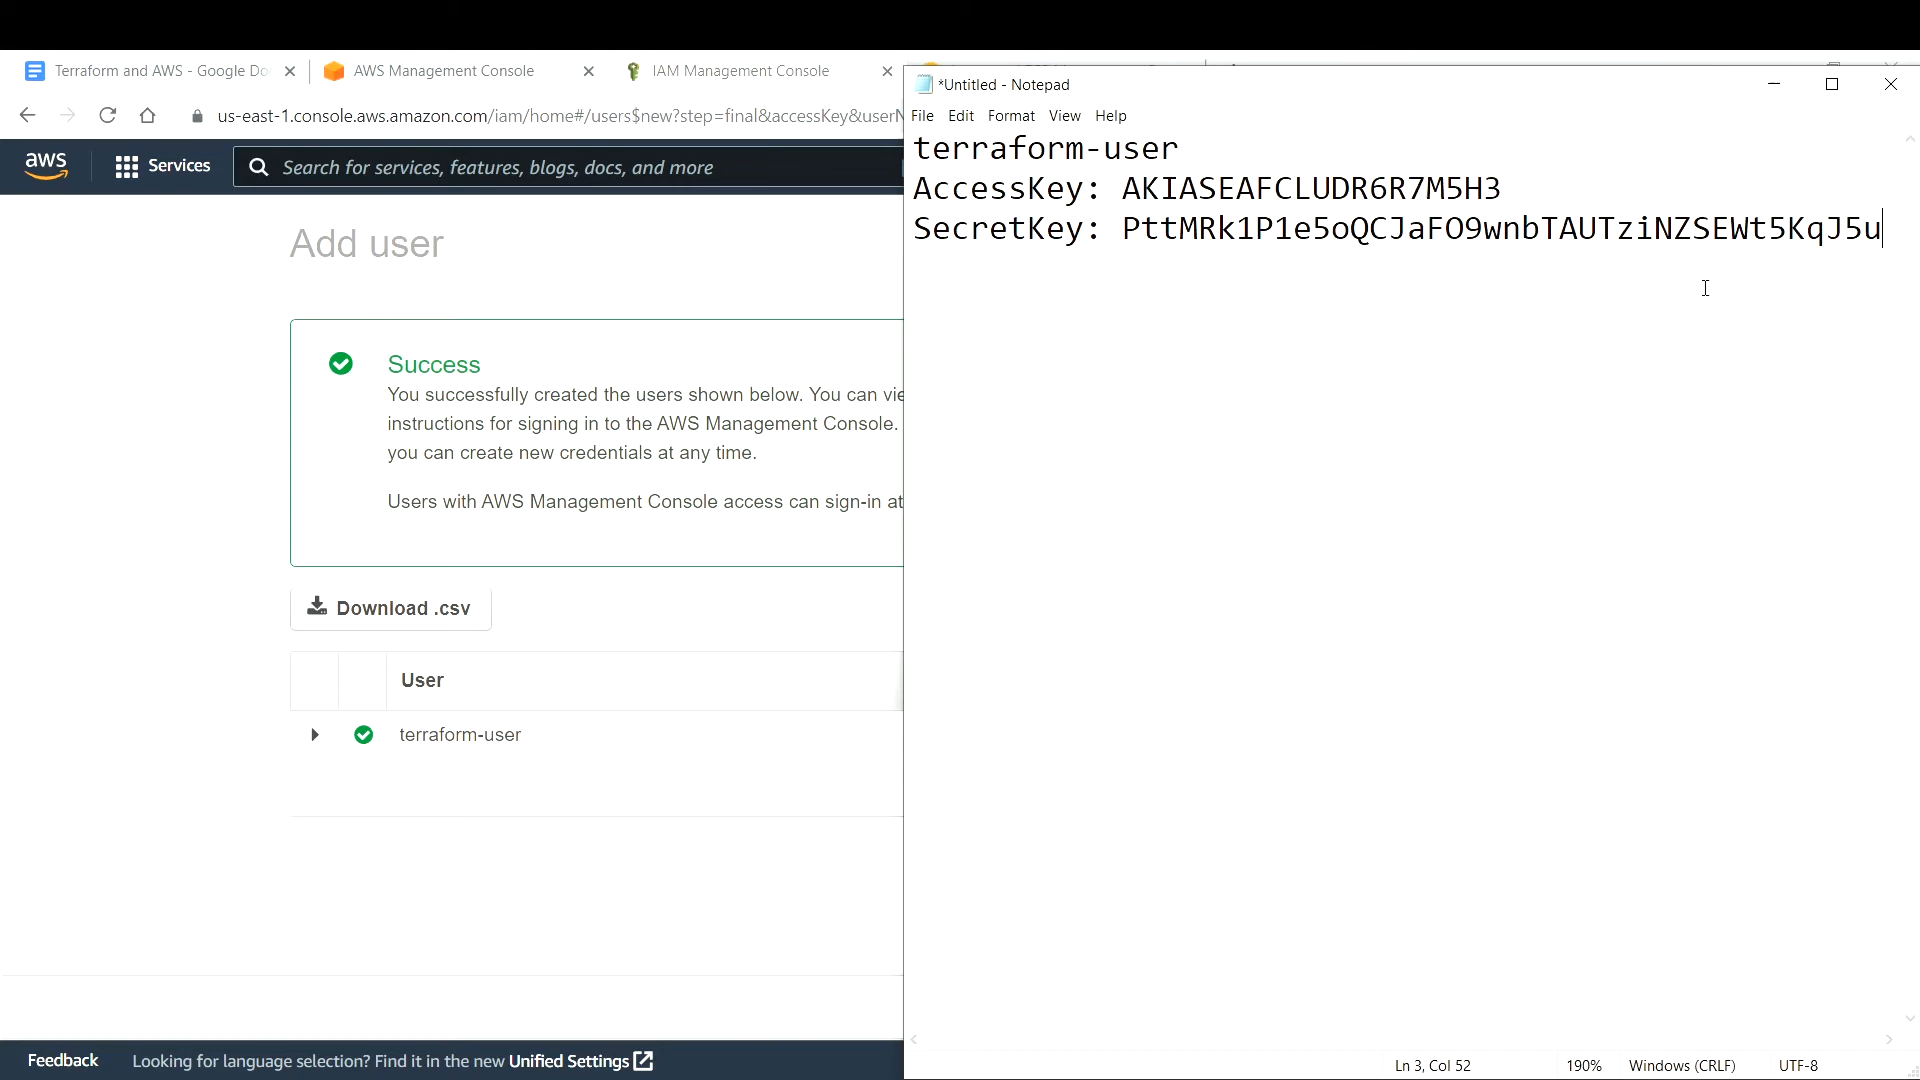 Terraform and AWS - Google Do
AWS Management Console
IAM Management Console
us-east-1.console.aws.amazon.com/iam/home#/users$new?step=final&accessKey&userN
aws
Services
Search for services, features, blogs, docs, and more
Add user
Success
You successfully created the users shown below. You can vie
instructions for signing in to the AWS Management Console.
you can create new credentials at any time.
Users with AWS Management Console access can sign-in at
Download .csv
User
terraform-user
Feedback
Looking for language selection? Find it in the new Unified Settings
*Untitled - Notepad
File Edit Format View Help
terraform-user
AccessKey: AKIASEAFCLUDR6R7M5H3
SecretKey: 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
Ln 3, Col 52
190%
Windows (CRLF)
UTF-8